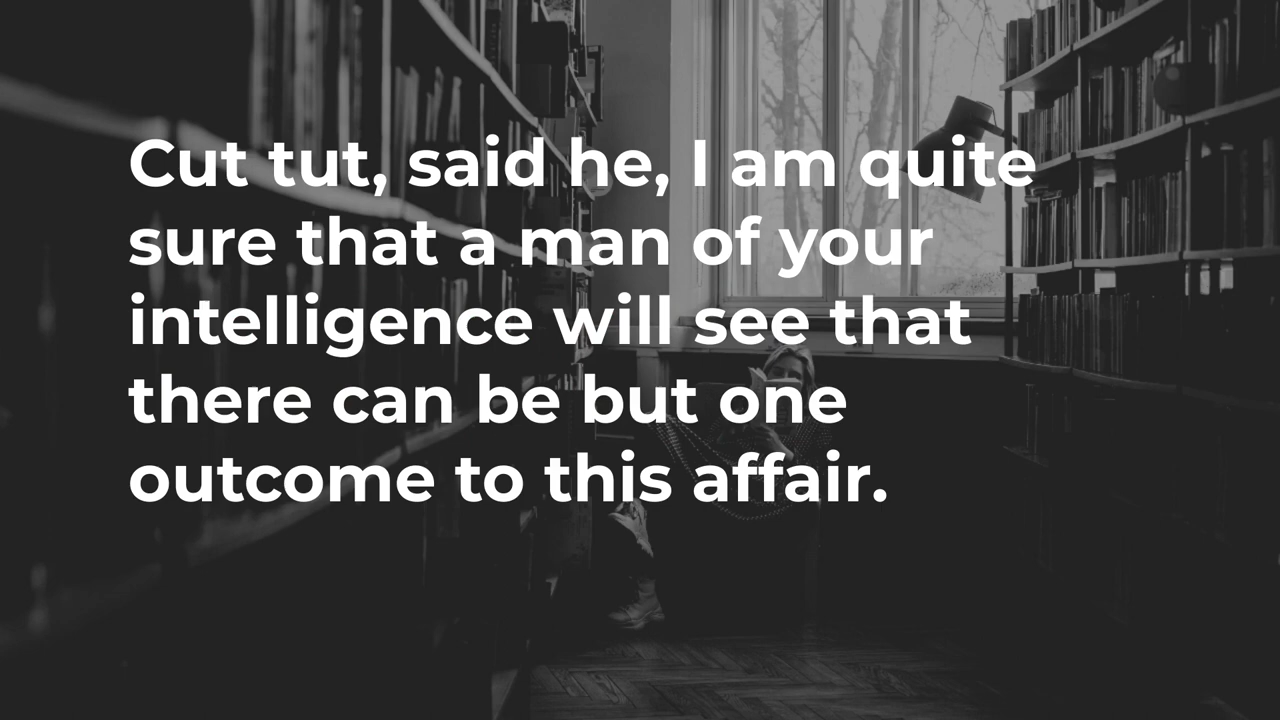 Cut tut, said he, I am quite
sure that a man of your
intelligence will see that
there can be but one
outcome to this affair.